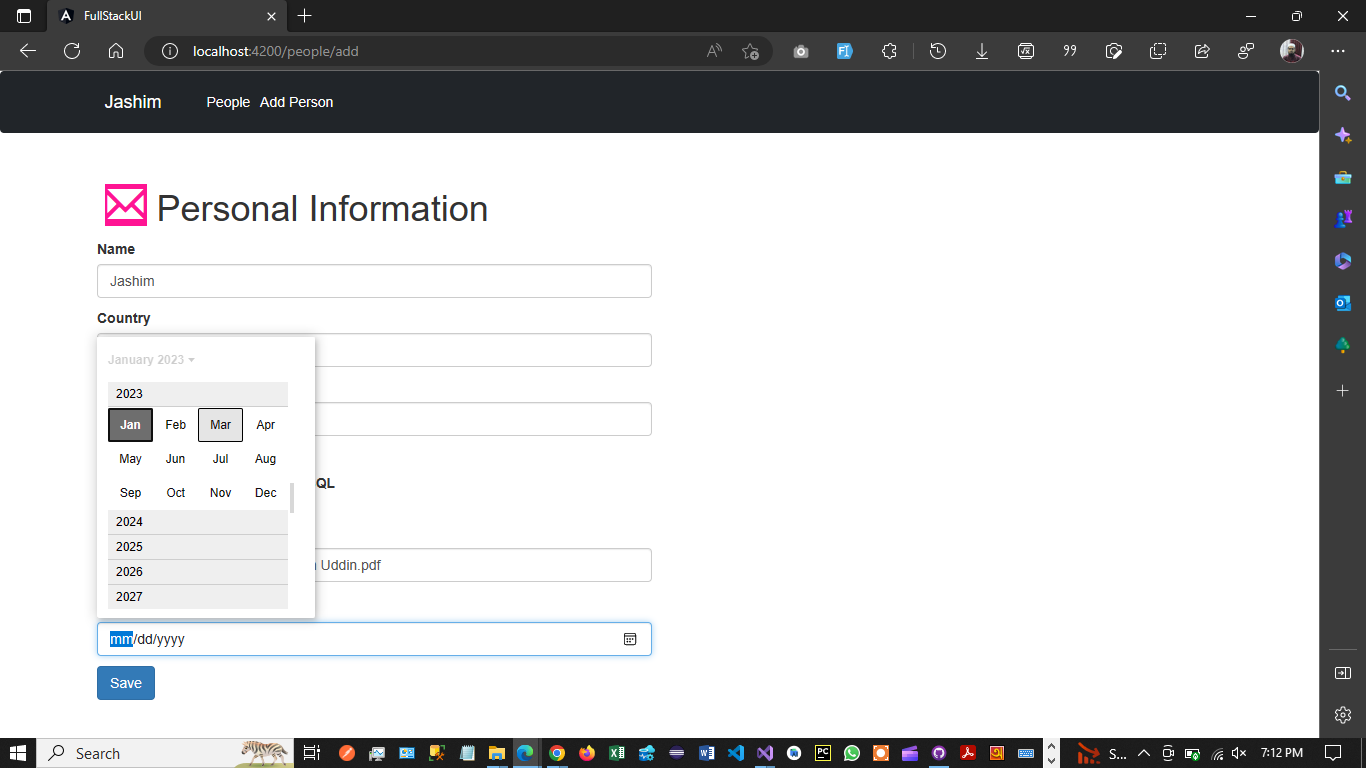 FullStackUI
localhost:4200/people/add
Jashim
People Add Person
Personal Information
Name
Jashim
Country
January 2023
2023
Jan Feb Mar Apr
May Jun Jul Aug
Sep Oct Nov Dec
QL
2024
2025
2026
Uddin.pdf
2027
mm/dd/yyyy
Save
Search
S...
7:12 PM